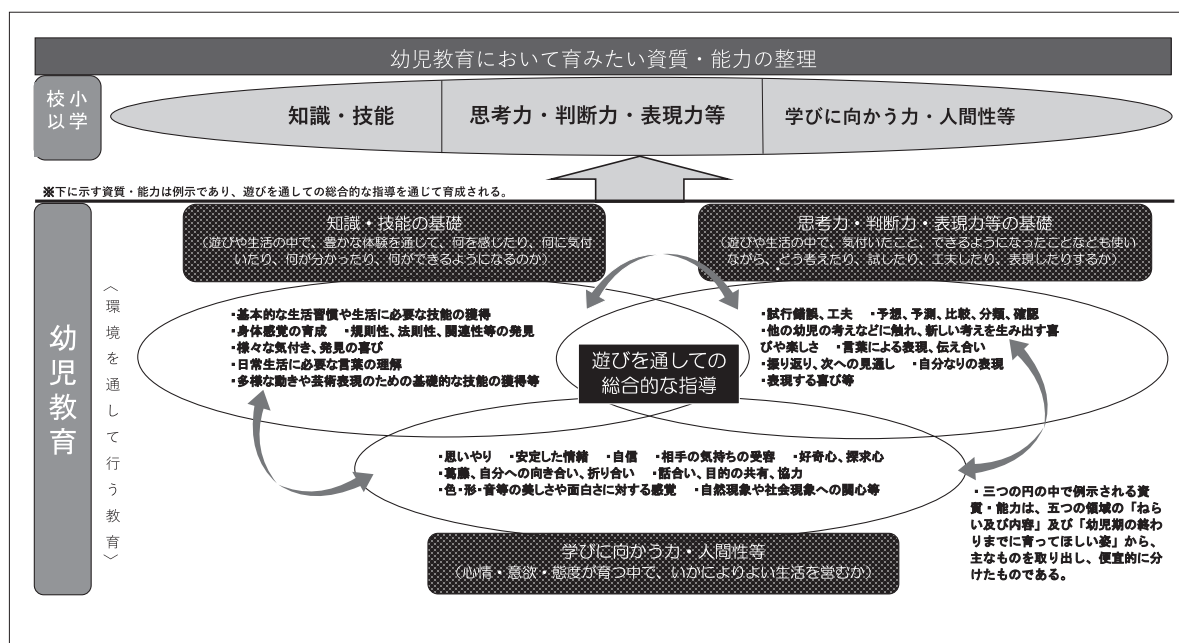 幼児教育において育みたい資質・能力の整理
小学校以
知識・技能
思考力・判断力・表現力等
学びに向かう力・人間性等
※下に示す資質・能力は例示であり、遊びを通しての総合的な指導を通じて育成される。
幼児教育
〈環境を通して行う教育〉
知識・技能の基礎
（遊びや生活の中で、豊かな体験を通じて、何を感じたり、何に気付
いたり、何が分かったり、何ができるようになるのか）
思考力・判断力・表現力等の基礎
（遊びや生活の中で、気付いたこと、できるようになったことなども使い
ながら、どう考えたり、試したり、工夫したり、表現したりするか）
・基本的な生活習慣や生活に必要な技能の獲得
・身体感覚の育成　・規則性、法則性、関連性等の発見
・様々な気付き、発見の喜び
・日常生活に必要な言葉の理解
・多様な動きや芸術表現のための基礎的な技能の獲得等
・試行錯誤、工夫　・予想、予測、比較、分類、確認
・他の幼児の考えなどに触れ、新しい考えを生み出す喜
びや楽しさ　・言葉による表現、伝え合い
・振り返り、次への見通し　・自分なりの表現
・表現する喜び等
遊びを通しての
総合的な指導
・思いやり　・安定した情緒　・自信　・相手の気持ちの受容　・好奇心、探求心
・葛藤、自分への向き合い、折り合い　・話合い、目的の共有、協力
・色・形・音等の美しさや面白さに対する感覚　・自然現象や社会現象への関心等
学びに向かう力・人間性等
（心情・意欲・態度が育つ中で、いかによりよい生活を営むか）
・三つの円の中で例示される資
質・能力は、五つの領域の「ねら
い及び内容」及び「幼児期の終わ
りまでに育ってほしい姿」から、
主なものを取り出し、便宜的に分
けたものである。